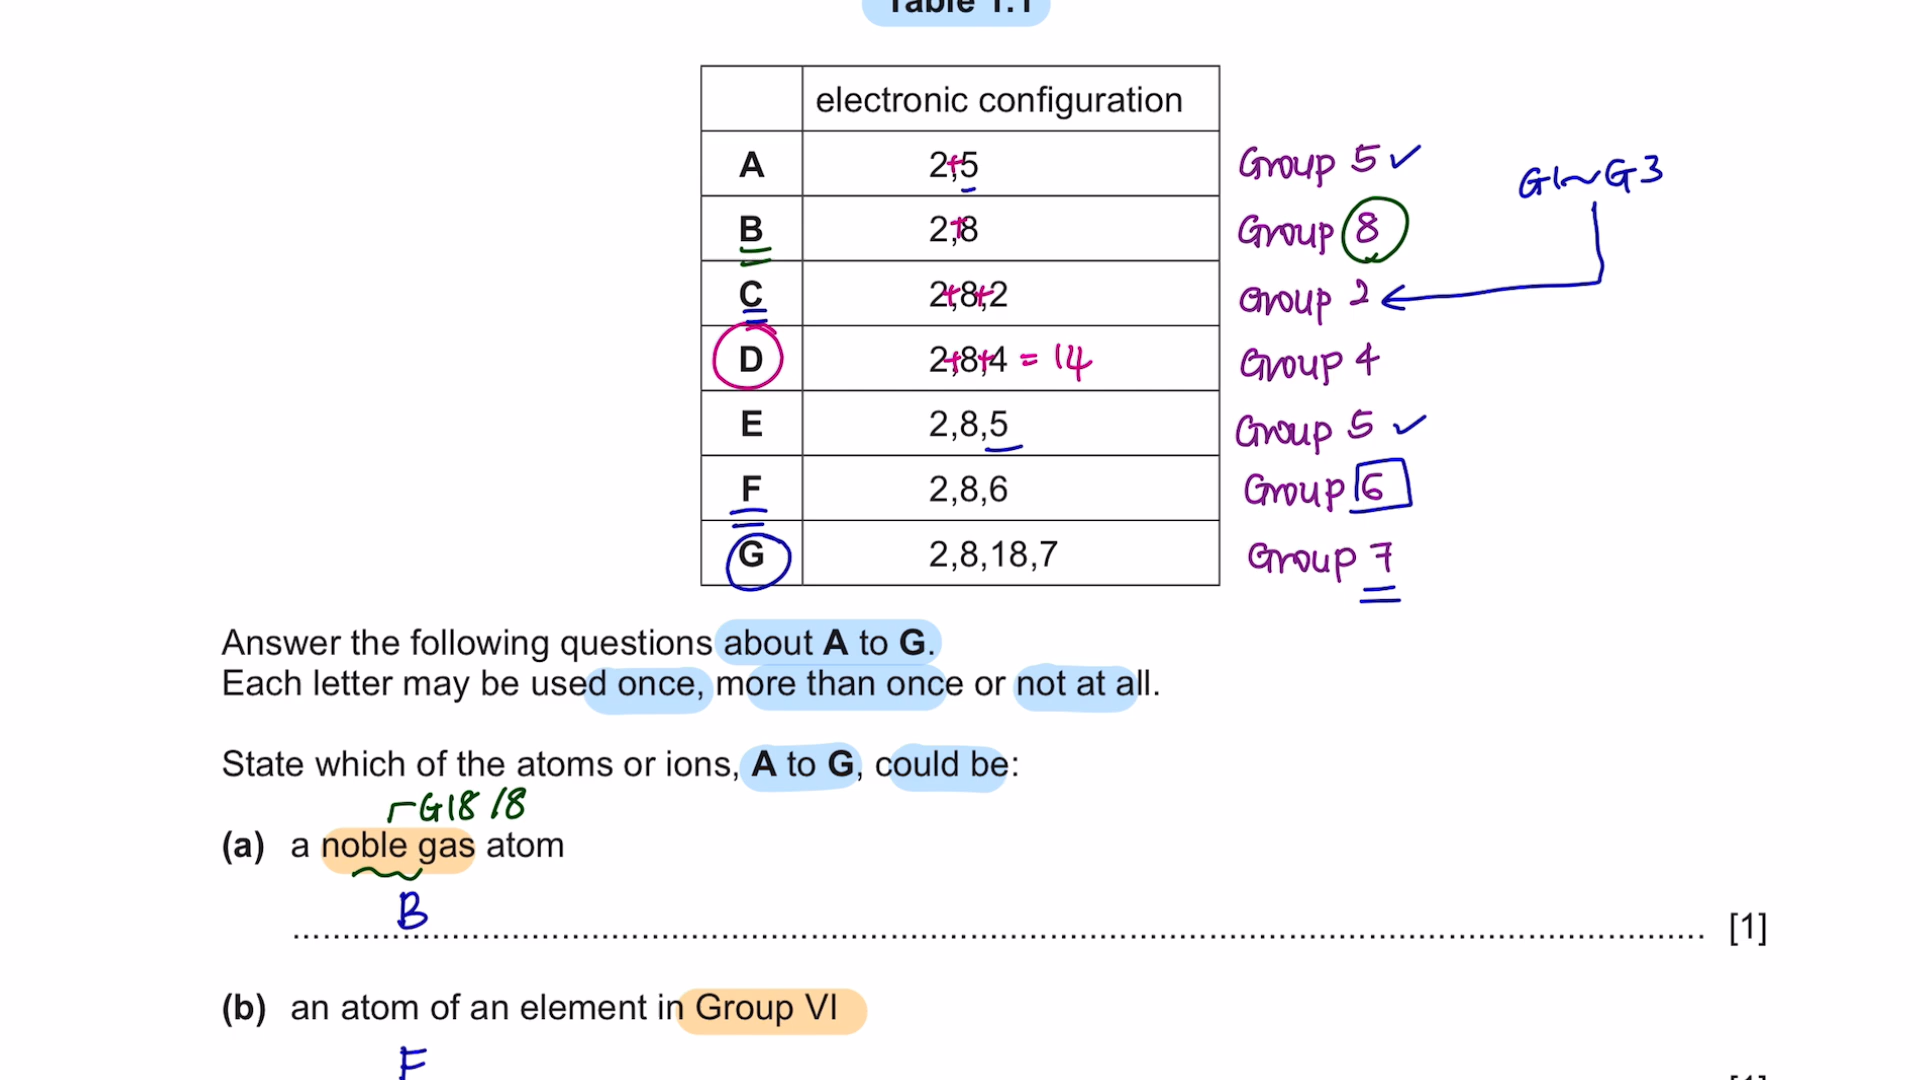 Table 1.1
electronic configuration
A 2,5 Group 5 ✓ G1~G3
B 2,8 Group 8
C 2,8,2 Group 2
D 2,8,4 = 14 Group 4
E 2,8,5 Group 5 ✓
F 2,8,6 Group 6
G 2,8,18,7 Group 7
Answer the following questions about A to G.
Each letter may be used once, more than once or not at all.
State which of the atoms or ions, A to G, could be:
G18 /8
(a) a noble gas atom
B
[1]
(b) an atom of an element in Group VI
F
[1]